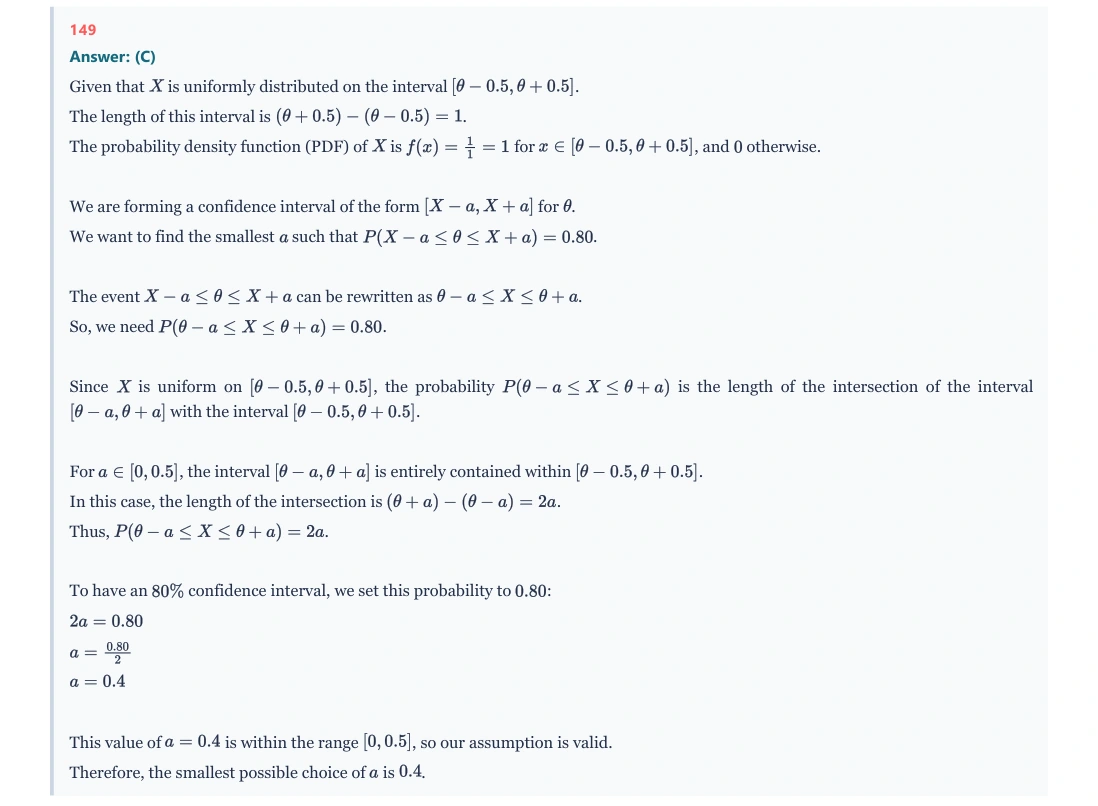 149
Answer: (C)
Given that X is uniformly distributed on the interval [θ − 0.5, θ + 0.5].
The length of this interval is (θ + 0.5) − (θ − 0.5) = 1.
The probability density function (PDF) of X is f(x) = 1/1 = 1 for x ∈ [θ − 0.5, θ + 0.5], and 0 otherwise.
We are forming a confidence interval of the form [X − a, X + a] for θ.
We want to find the smallest a such that P(X − a ≤ θ ≤ X + a) = 0.80.
The event X − a ≤ θ ≤ X + a can be rewritten as θ − a ≤ X ≤ θ + a.
So, we need P(θ − a ≤ X ≤ θ + a) = 0.80.
Since X is uniform on [θ − 0.5, θ + 0.5], the probability P(θ − a ≤ X ≤ θ + a) is the length of the intersection of the interval
[θ − a, θ + a] with the interval [θ − 0.5, θ + 0.5].
For a ∈ [0, 0.5], the interval [θ − a, θ + a] is entirely contained within [θ − 0.5, θ + 0.5].
In this case, the length of the intersection is (θ + a) − (θ − a) = 2a.
Thus, P(θ − a ≤ X ≤ θ + a) = 2a.
To have an 80% confidence interval, we set this probability to 0.80:
2a = 0.80
a = 0.80/2
a = 0.4
This value of a = 0.4 is within the range [0, 0.5], so our assumption is valid.
Therefore, the smallest possible choice of a is 0.4.